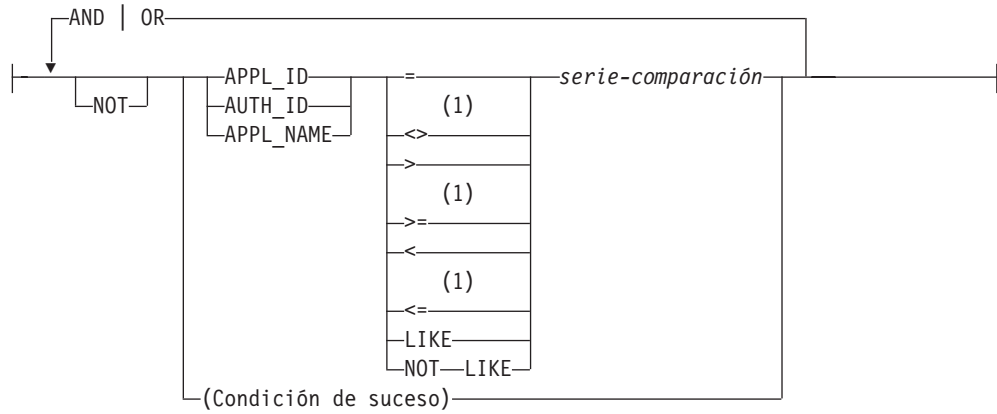 AND | OR
NOT
APPL_ID
AUTH_ID
APPL_NAME
=
(1)
<>
>
(1)
>=
<
(1)
<=
LIKE
NOT LIKE
serie-comparación
(Condición de suceso)